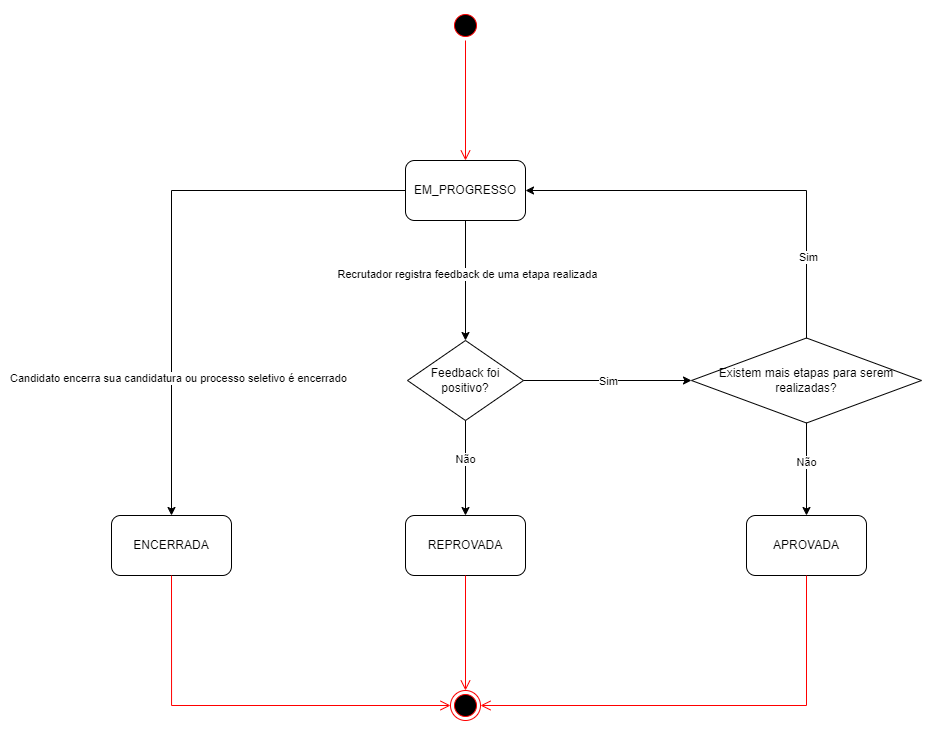 EM_PROGRESSO
Sim
Recrutador registra feedback de uma etapa realizada
Feedback foi
positivo?
Sim
Existem mais etapas para serem
realizadas?
Candidato encerra sua candidatura ou processo seletivo é encerrado
Não
Não
ENCERRADA
REPROVADA
APROVADA